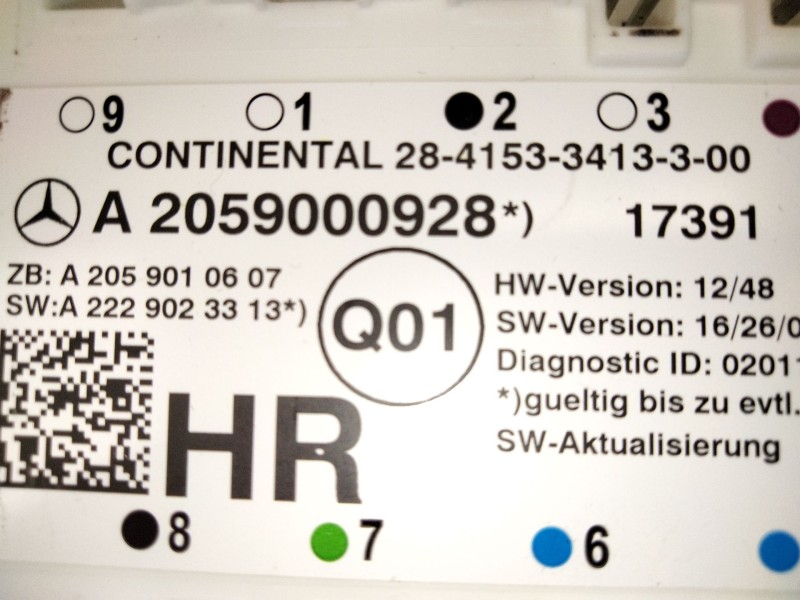 9 1 2 3
CONTINENTAL 28-4153-3413-3-00
A 2059000928*) 17391
ZB: A 205 901 06 07
SW:A 222 902 33 13*)
Q01
HW-Version: 12/48
SW-Version: 16/26/0
Diagnostic ID: 0201
*)gueltig bis zu evtl.
SW-Aktualisierung
HR
8 7 6